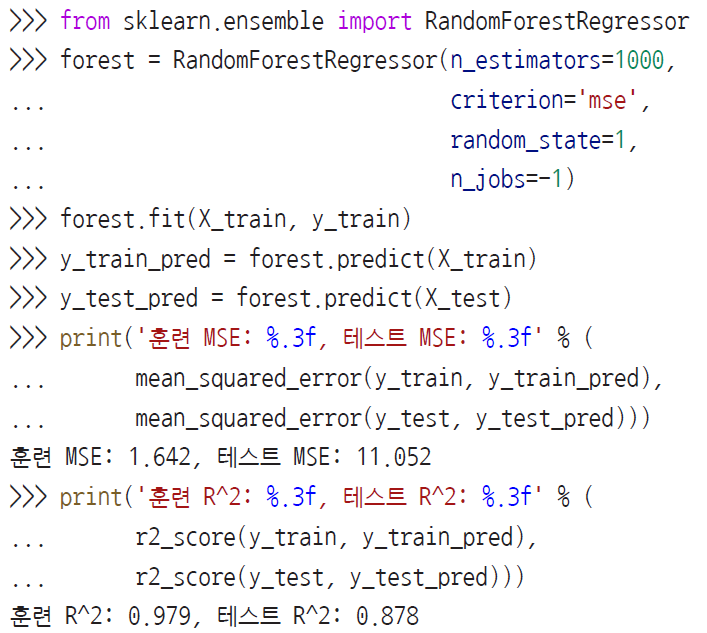 >>> from sklearn.ensemble import RandomForestRegressor
>>> forest = RandomForestRegressor(n_estimators=1000,
...                                criterion='mse',
...                                random_state=1,
...                                n_jobs=-1)
>>> forest.fit(X_train, y_train)
>>> y_train_pred = forest.predict(X_train)
>>> y_test_pred = forest.predict(X_test)
>>> print('훈련 MSE: %.3f, 테스트 MSE: %.3f' % (
...       mean_squared_error(y_train, y_train_pred),
...       mean_squared_error(y_test, y_test_pred)))
훈련 MSE: 1.642, 테스트 MSE: 11.052
>>> print('훈련 R^2: %.3f, 테스트 R^2: %.3f' % (
...       r2_score(y_train, y_train_pred),
...       r2_score(y_test, y_test_pred)))
훈련 R^2: 0.979, 테스트 R^2: 0.878